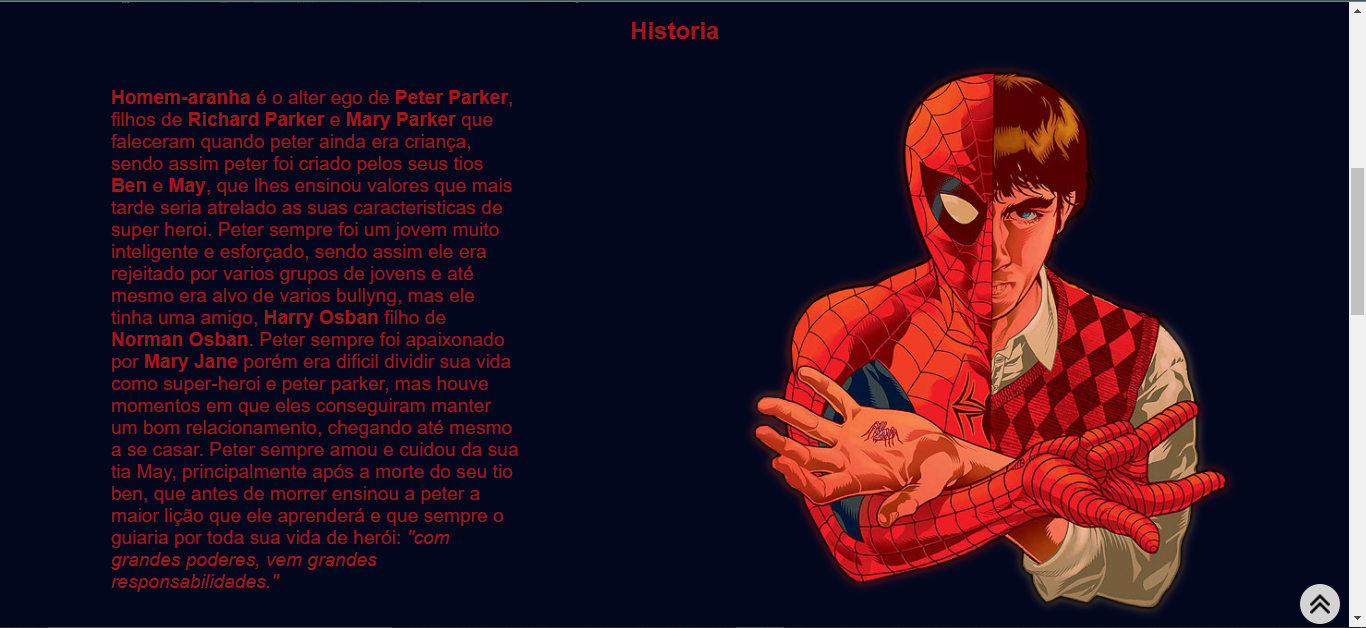 Historia
Homem-aranha é o alter ego de Peter Parker,
filhos de Richard Parker e Mary Parker que
faleceram quando peter ainda era criança,
sendo assim peter foi criado pelos seus tios
Ben e May, que lhes ensinou valores que mais
tarde seria atrelado as suas caracteristicas de
super heroi. Peter sempre foi um jovem muito
inteligente e esforçado, sendo assim ele era
rejeitado por varios grupos de jovens e até
mesmo era alvo de varios bullyng, mas ele
tinha uma amigo, Harry Osban filho de
Norman Osban. Peter sempre foi apaixonado
por Mary Jane porém era dificil dividir sua vida
como super-heroi e peter parker, mas houve
momentos em que eles conseguiram manter
um bom relacionamento, chegando até mesmo
a se casar. Peter sempre amou e cuidou da sua
tia May, principalmente após a morte do seu tio
ben, que antes de morrer ensinou a peter a
maior lição que ele aprenderá e que sempre o
guiaria por toda sua vida de herói: "com
grandes poderes, vem grandes
responsabilidades."